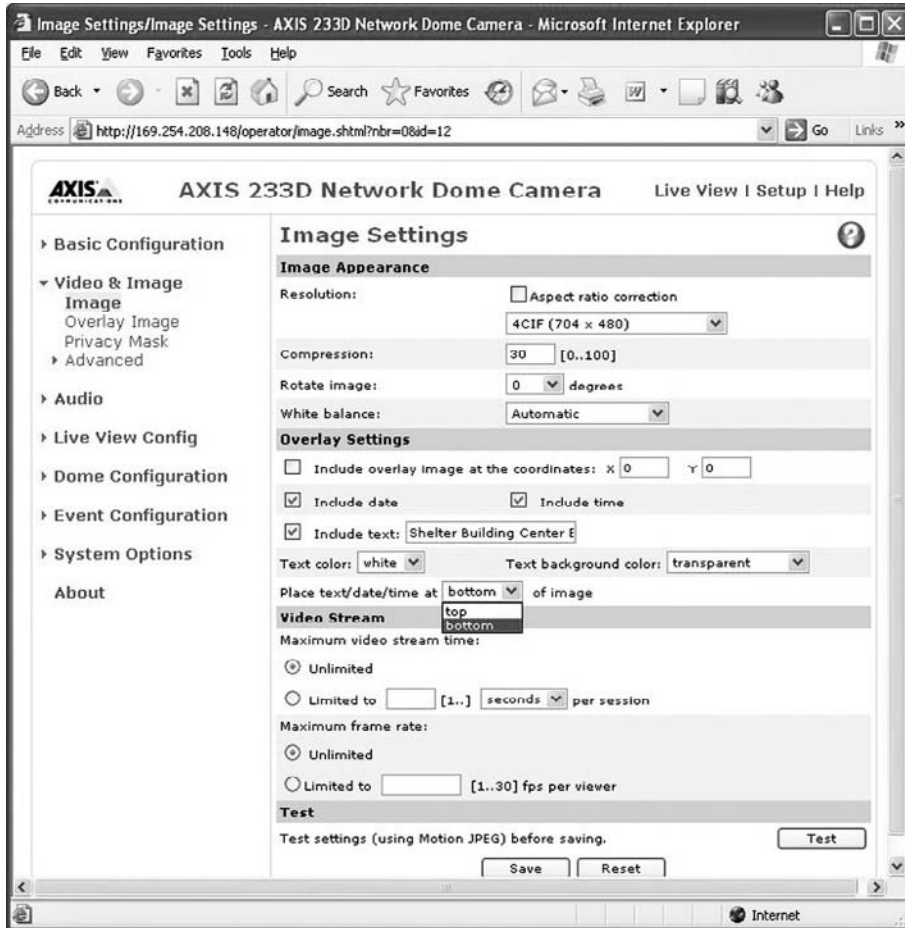 Image Settings/Image Settings - AXIS 233D Network Dome Camera - Microsoft Internet Explorer
File Edit View Favorites Tools Help
Back Search Favorites
Address http://169.254.208.148/operator/image.shtml?nbr=0&id=12 Go Links »
AXIS COMMUNICATIONS AXIS 233D Network Dome Camera Live View | Setup | Help
Basic Configuration
Video & Image
Image
Overlay Image
Privacy Mask
Advanced
Audio
Live View Config
Dome Configuration
Event Configuration
System Options
About
Image Settings ?
Image Appearance
Resolution: Aspect ratio correction
4CIF (704 x 480)
Compression: 30 [0..100]
Rotate image: 0 degrees
White balance: Automatic
Overlay Settings
Include overlay image at the coordinates: X 0 Y 0
Include date Include time
Include text: Shelter Building Center E
Text color: white Text background color: transparent
Place text/date/time at bottom of image
top
bottom
Video Stream
Maximum video stream time:
Unlimited
Limited to [1..] seconds per session
Maximum frame rate:
Unlimited
Limited to [1..30] fps per viewer
Test
Test settings (using Motion JPEG) before saving. Test
Save Reset
Internet